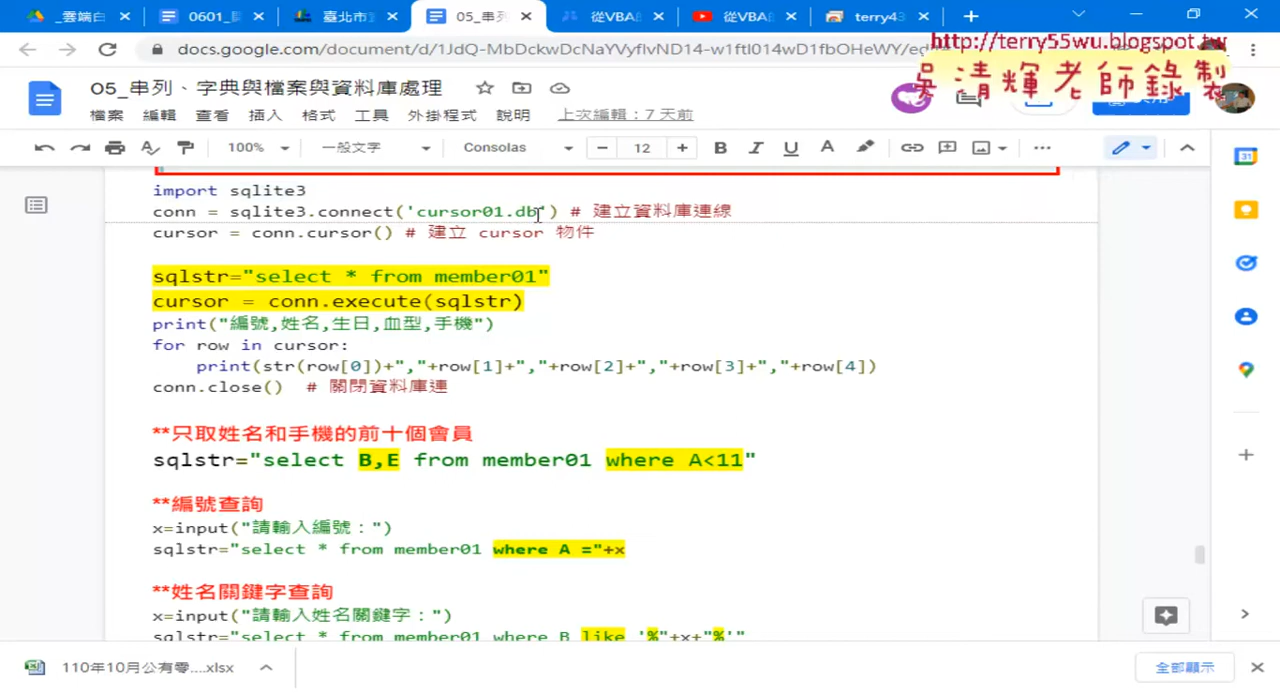 _雲端白
0601_
臺北市
05_串列
從VBA
從VBA
terry43
docs.google.com/document/d/1JdQ-MbDckwDcNaYVyfIvND14-w1ftI014wD1fbOHeWY/ed
http://terry55wu.blogspot.tw
吳清輝老師錄製
05_串列、字典與檔案與資料庫處理
檔案 編輯 查看 插入 格式 工具 外掛程式 說明 上次編輯：7 天前
100% 一般文字 Consolas 12
import sqlite3
conn = sqlite3.connect('cursor01.db') # 建立資料庫連線
cursor = conn.cursor() # 建立 cursor 物件
sqlstr="select * from member01"
cursor = conn.execute(sqlstr)
print("編號,姓名,生日,血型,手機")
for row in cursor:
print(str(row[0])+","+row[1]+","+row[2]+","+row[3]+","+row[4])
conn.close() # 關閉資料庫連
**只取姓名和手機的前十個會員
sqlstr="select B,E from member01 where A<11"
**編號查詢
x=input("請輸入編號：")
sqlstr="select * from member01 where A ="+x
**姓名關鍵字查詢
x=input("請輸入姓名關鍵字：")
sqlstr="select * from member01 where B like '%"+x+"%'"
110年10月公有零....xlsx
全部顯示